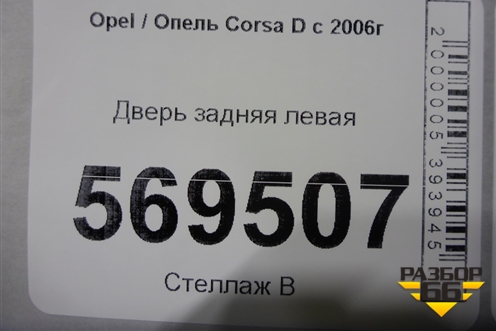 Opel / Опель Corsa D с 2006г
Дверь задняя левая
569507
Стеллаж В
2000005393945
РАЗБОР
66